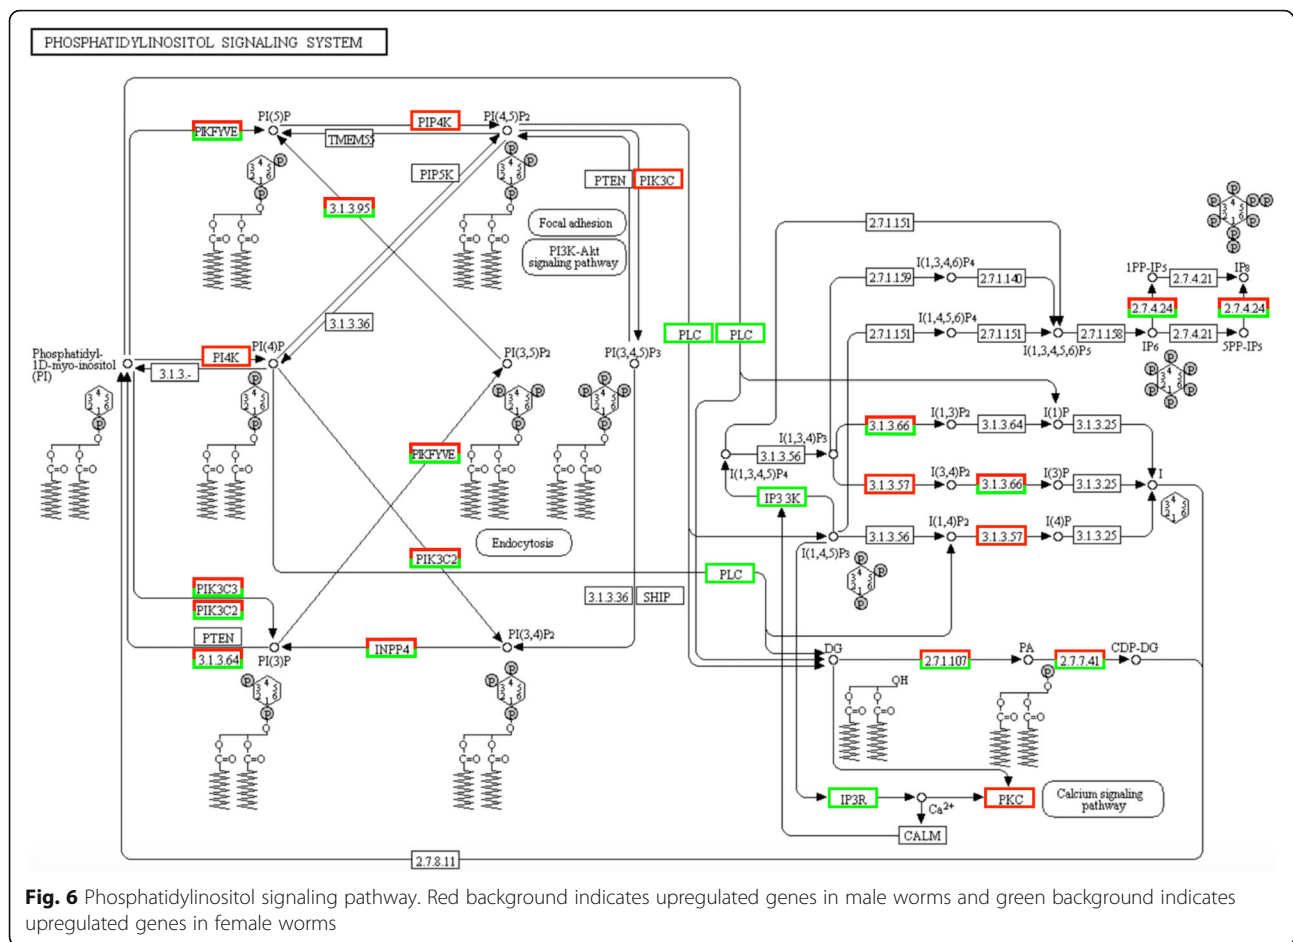 PHOSPHATIDYLINOSITOL SIGNALING SYSTEM
PI(5)P
PI(4,5)P2
PIKFYVE
PIP4K
TMEM55
PIP5K
PTEN
PIK3C
3.1.3.95
Focal adhesion
PI3K-Akt
signaling pathway
2.7.1.151
I(1,3,4,6)P4
2.7.1.159
2.7.1.140
1PP-IP5
2.7.4.21
IP8
2.7.4.24
2.7.4.24
3.1.3.36
PLC
PLC
I(1,4,5,6)P4
2.7.1.151
2.7.1.151
I(1,3,4,5,6)P5
2.7.1.158
IP6
2.7.4.21
5PP-IP5
Phosphatidyl-
1D-myo-inositol
(PI)
PI4K
3.1.3.-
PI(4)P
PI(3,5)P2
PI(3,4,5)P3
3.1.3.66
I(1,3)P2
3.1.3.64
I(1)P
3.1.3.25
I(1,3,4)P3
3.1.3.56
I(1,3,4,5)P4
3.1.3.57
I(3,4)P2
3.1.3.66
I(3)P
3.1.3.25
I
PIKFYVE
IP3 3K
I(1,4,5)P3
3.1.3.56
I(1,4)P2
3.1.3.57
I(4)P
3.1.3.25
Endocytosis
PIK3C2
PLC
PIK3C3
PIK3C2
PTEN
3.1.3.64
PI(3)P
INPP4
PI(3,4)P2
3.1.3.36
SHIP
DG
2.7.1.107
PA
2.7.7.41
CDP-DG
OH
IP3R
Ca2+
PKC
Calcium signaling
pathway
CALM
2.7.8.11
Fig. 6 Phosphatidylinositol signaling pathway. Red background indicates upregulated genes in male worms and green background indicates
upregulated genes in female worms